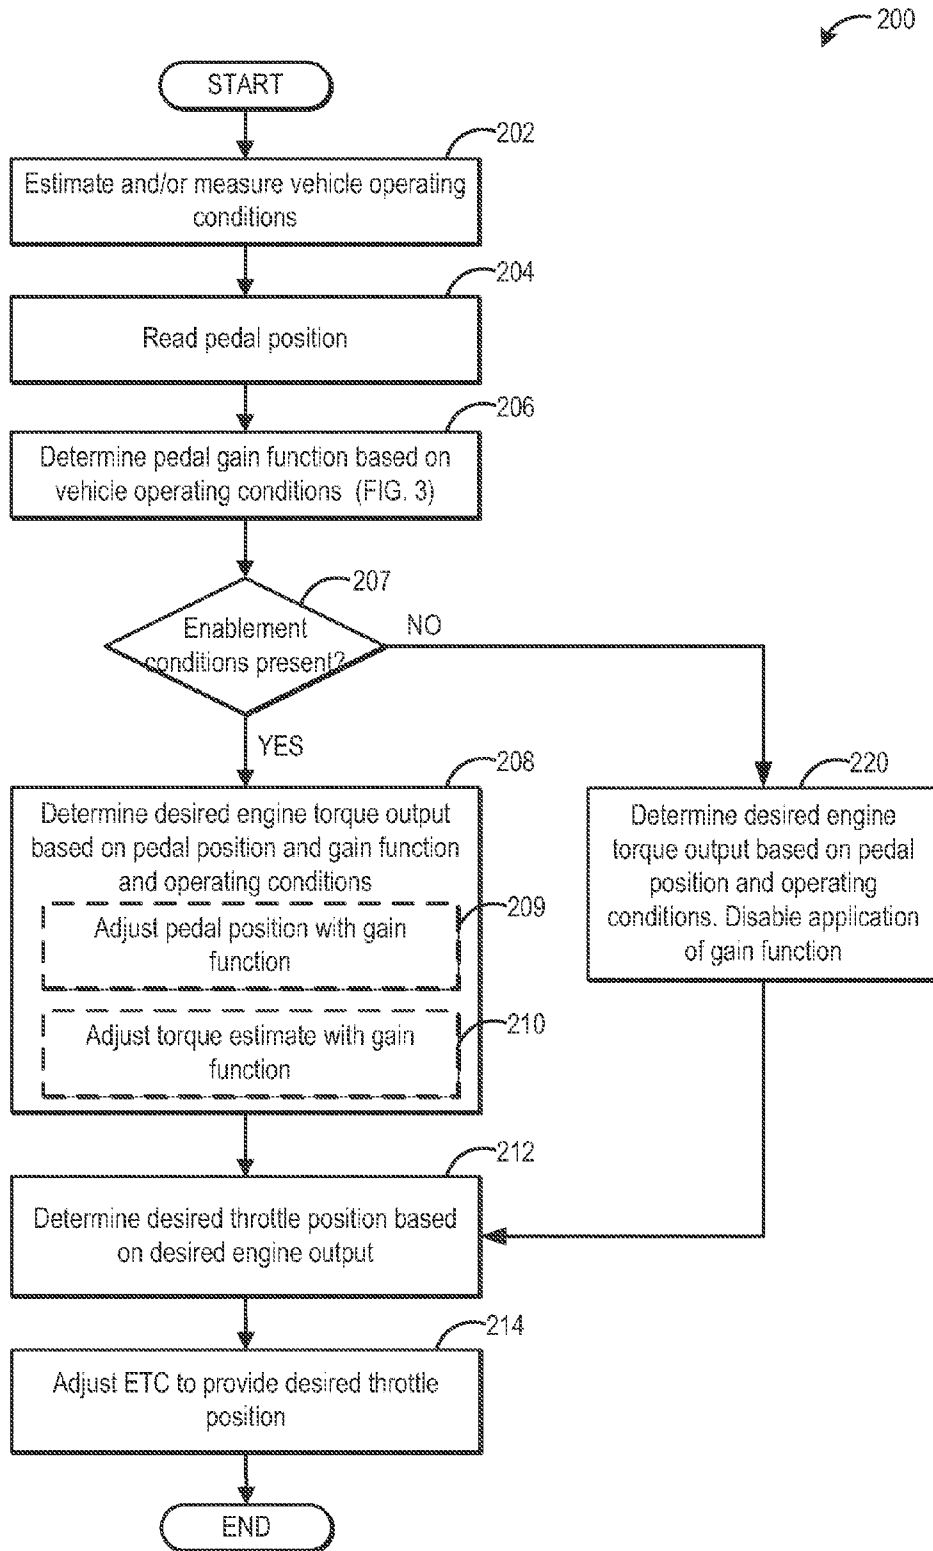 200
START
202
Estimate and/or measure vehicle operating
conditions
204
Read pedal position
206
Determine pedal gain function based on
vehicle operating conditions (FIG. 3)
207
Enablement
conditions present?
NO
YES
208
Determine desired engine torque output
based on pedal position and gain function
and operating conditions
209
Adjust pedal position with gain
function
210
Adjust torque estimate with gain
function
220
Determine desired engine
torque output based on pedal
position and operating
conditions. Disable application
of gain function
212
Determine desired throttle position based
on desired engine output
214
Adjust ETC to provide desired throttle
position
END